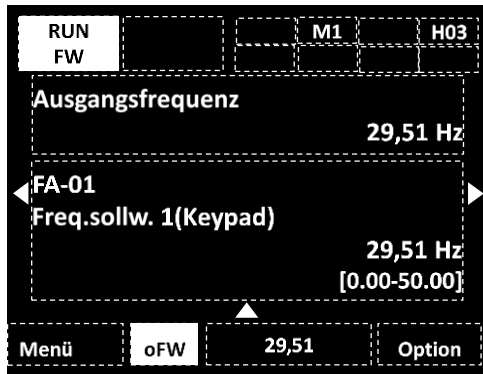 RUN M1 H03
FW
Ausgangsfrequenz
29,51 Hz
FA-01
Freq.sollw. 1(Keypad)
29,51 Hz
[0.00-50.00]
Menü oFW 29,51 Option